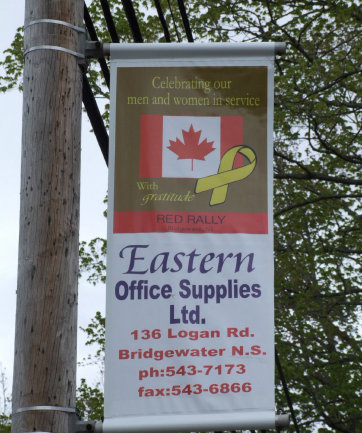 Celebrating our
men and women in service
With
gratitude
RED RALLY
Eastern
Office Supplies
Ltd.
136 Logan Rd.
Bridgewater N.S.
ph:543-7173
fax:543-6866